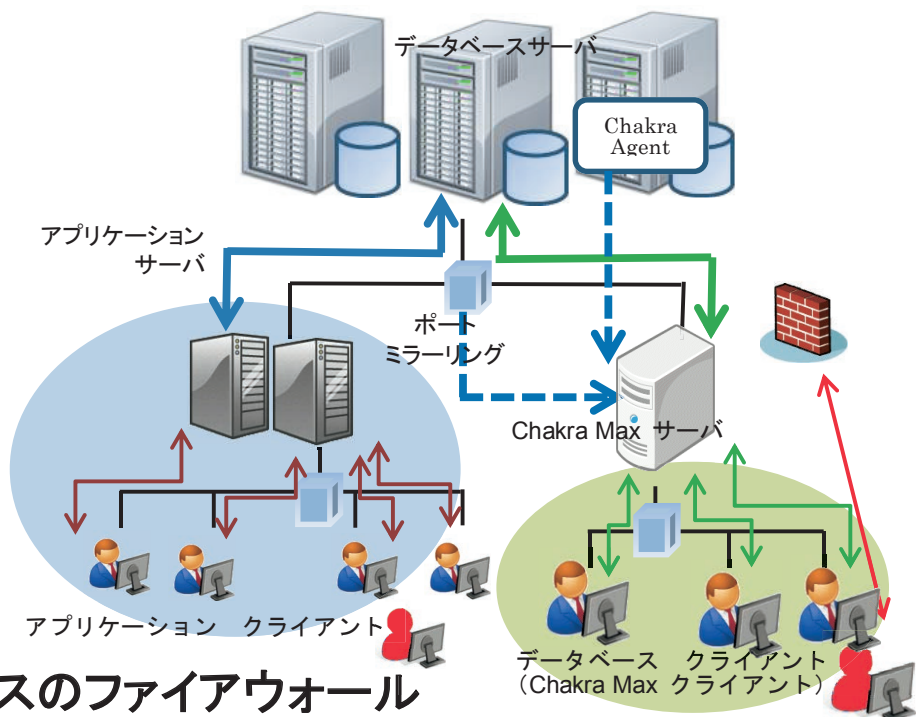 データベースサーバ
Chakra
Agent
アプリケーション
サーバ
ポート
ミラーリング
Chakra Max サーバ
アプリケーション クライアント
データベース クライアント
（Chakra Max クライアント）
スのファイアウォール